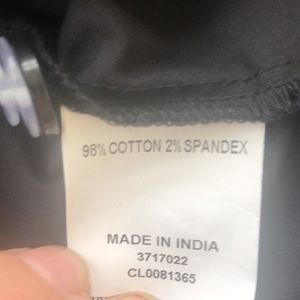 98% COTTON 2% SPANDEX
MADE IN INDIA
3717022
CL0081365